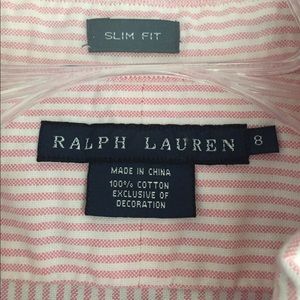 SLIM FIT
RALPH LAUREN 8
MADE IN CHINA
100% COTTON
EXCLUSIVE OF
DECORATION